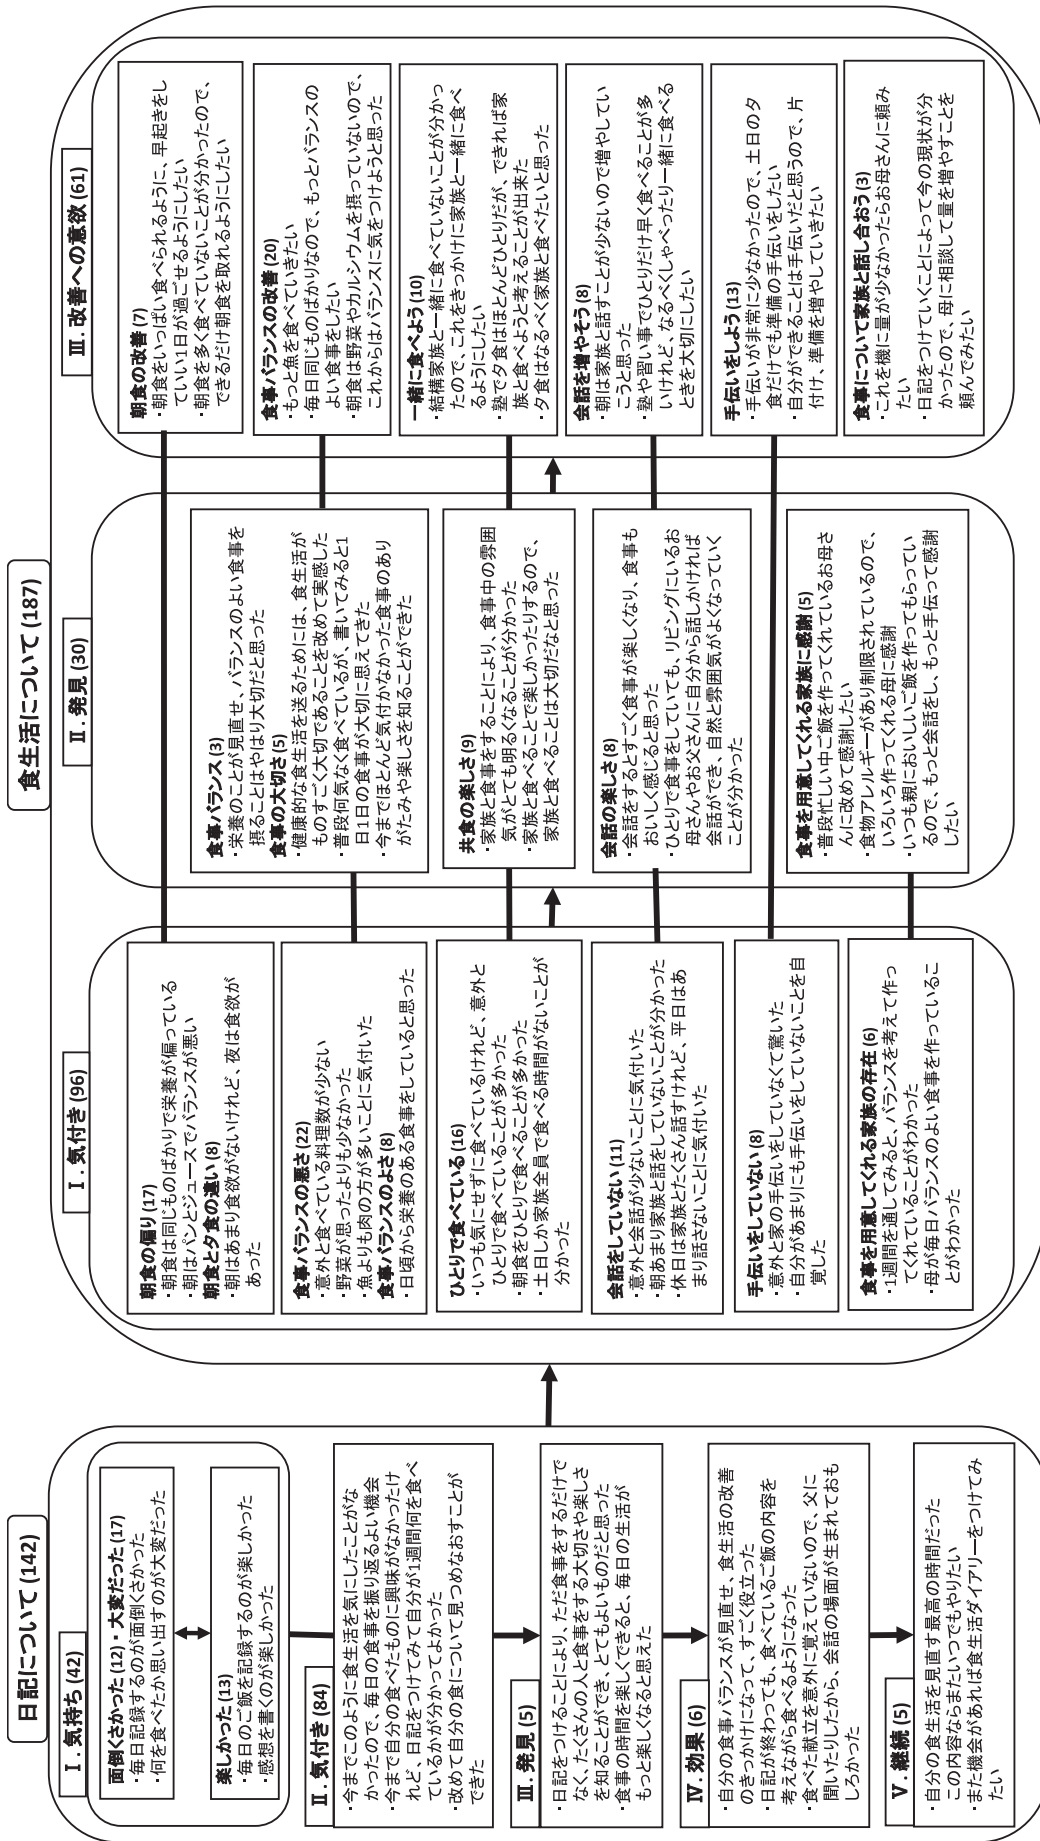 日記について (142)
Ⅰ. 気持ち (42)
面倒くさかった (12)・大変だった (17)
・毎日記録するのが面倒くさかった
・何を食べたか思い出すのが大変だった
楽しかった (13)
・毎日のご飯を記録するのが楽しかった
・感想を書くのが楽しかった
Ⅱ. 気付き (84)
・今までこのように食生活を気にしたことがな
かったので、毎日の食事を振り返るよい機会
・今まで自分の食べたものに興味がなかったけ
れど、日記をつけてみて自分が1週間何を食べ
ているかが分かってよかった
・改めて自分の食について見つめなおすことが
できた
Ⅲ. 発見 (5)
・日記をつけることにより、ただ食事をするだけで
なく、たくさんの人と食事をする大切さや楽しさ
を知ることができ、とてもよいものだと思った
・食事の時間を楽しくできると、毎日の生活が
もっと楽しくなると思えた
Ⅳ. 効果 (6)
・自分の食事バランスが見直せ、食生活の改善
のきっかけになって、すごく役立った
・日記が終わっても、食べているご飯の内容を
考えながら食べるようになった
・食べた献立を意外に覚えていないので、父に
聞いたりしたから、会話の場面が生まれておも
しろかった
Ⅴ. 継続 (5)
・自分の食生活を見直す最高の時間だった
・この内容ならまたいつでもやりたい
・また機会があれば食生活ダイアリーをつけてみ
たい
食生活について (187)
Ⅰ. 気付き (96)
朝食の偏り (17)
・朝食は同じものばかりで栄養が偏っている
・朝はパンとジュースでバランスが悪い
朝食と夕食の違い (8)
・朝はあまり食欲がないけれど、夜は食欲が
あった
食事バランスの悪さ (22)
・意外と食べている料理数が少ない
・野菜が思ったよりも少なかった
・魚よりも肉の方が多いことに気付いた
食事バランスのよさ (8)
・日頃から栄養のある食事をしていると思った
ひとりで食べている (16)
・いつも気にせずに食べているけれど、意外と
ひとりで食べていることが多かった
・朝食をひとりで食べることが多かった
・土日しか家族全員で食べる時間がないことが
分かった
会話をしていない (11)
・意外と会話が少ないことに気付いた
・朝あまり家族と話をしていないことが分かった
・休日は家族とたくさん話すけれど、平日はあ
まり話さないことに気付いた
手伝いをしていない (8)
・意外と家の手伝いをしていなくて驚いた
・自分があまりにも手伝いをしていないことを自
覚した
食事を用意してくれる家族の存在 (6)
・1週間を通してみると、バランスを考えて作っ
てくれていることがわかった
・母が毎日バランスのよい食事を作っているこ
とがわかった
Ⅱ. 発見 (30)
食事バランス (3)
・栄養のことが見直せ、バランスのよい食事を
摂ることはやはり大切だと思った
食事の大切さ (5)
・健康的な食生活を送るためには、食生活が
ものすごく大切であることを改めて実感した
・普段何気なく食べているが、書いてみると1
日1日の食事が大切に思えてきた
・今までほとんど気付かなかった食事のあり
がたみや楽しさを知ることができた
共食の楽しさ (9)
・家族と食事をすることにより、食事中の雰囲
気がとても明るくなることが分かった
・家族と食べることで楽しかったりするので、
家族と食べることは大切だなと思った
会話の楽しさ (8)
・会話をするとすごく食事が楽しくなり、食事も
おいしく感じると思った
・ひとりで食事をしていても、リビングにいるお
母さんやお父さんに自分から話しかければ
会話ができ、自然と雰囲気がよくなっていく
ことが分かった
食事を用意してくれる家族に感謝 (5)
・普段忙しい中ご飯を作ってくれているお母さ
んに改めて感謝したい
・食物アレルギーがあり制限されているので、
いろいろ作ってくれる母に感謝
・いつも親においしいご飯を作ってもらってい
るので、もっと会話をし、もっと手伝って感謝
したい
Ⅲ. 改善への意欲 (61)
朝食の改善 (7)
・朝食をいっぱい食べられるように、早起きをし
ていい1日が過ごせるようにしたい
・朝食を多く食べていないことが分かったので、
できるだけ朝食を取れるようにしたい
食事バランスの改善 (20)
・もっと魚を食べていきたい
・毎日同じものばかりなので、もっとバランスの
よい食事をしたい
・朝食は野菜やカルシウムを摂っていないので、
これからはバランスに気をつけようと思った
一緒に食べよう (10)
・結構家族と一緒に食べていないことが分かっ
たので、これをきっかけに家族と一緒に食べ
るようにしたい
・塾で夕食はほとんどひとりだが、できれば家
族と食べようと考えることが出来た
・夕食はなるべく家族と食べたいと思った
会話を増やそう (8)
・朝は家族と話すことが少ないので増やしてい
こうと思った
・塾や習い事でひとりだけ早く食べることが多
いけれど、なるべくしゃべったり一緒に食べる
ときを大切にしたい
手伝いをしよう (13)
・手伝いが非常に少なかったので、土日の夕
食だけでも準備の手伝いをしたい
・自分ができることは手伝いだと思うので、片
付け、準備を増やしていきたい
食事について家族と話し合おう (3)
・これを機に量が少なかったらお母さんに頼み
たい
・日記をつけていくことによって今の現状が分
かったので、母に相談して量を増やすことを
頼んでみたい